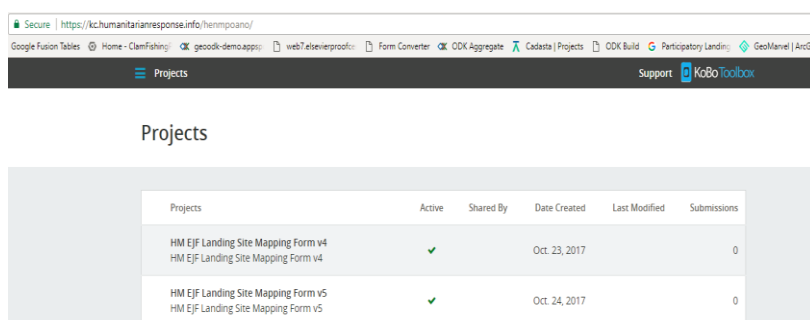 Secure | https://kc.humanitarianresponse.info/henmpoano/
Google Fusion Tables Home - ClamFishing geoodk-demo.appsp web7.elsevierproofce Form Converter ODK Aggregate Cadasta | Projects ODK Build Participatory Landing GeoMarvel | ArcG
Projects Support KoBoToolbox
Projects
Projects Active Shared By Date Created Last Modified Submissions
HM EJF Landing Site Mapping Form v4 Oct. 23, 2017 0
HM EJF Landing Site Mapping Form v4
HM EJF Landing Site Mapping Form v5 Oct. 24, 2017 0
HM EJF Landing Site Mapping Form v5